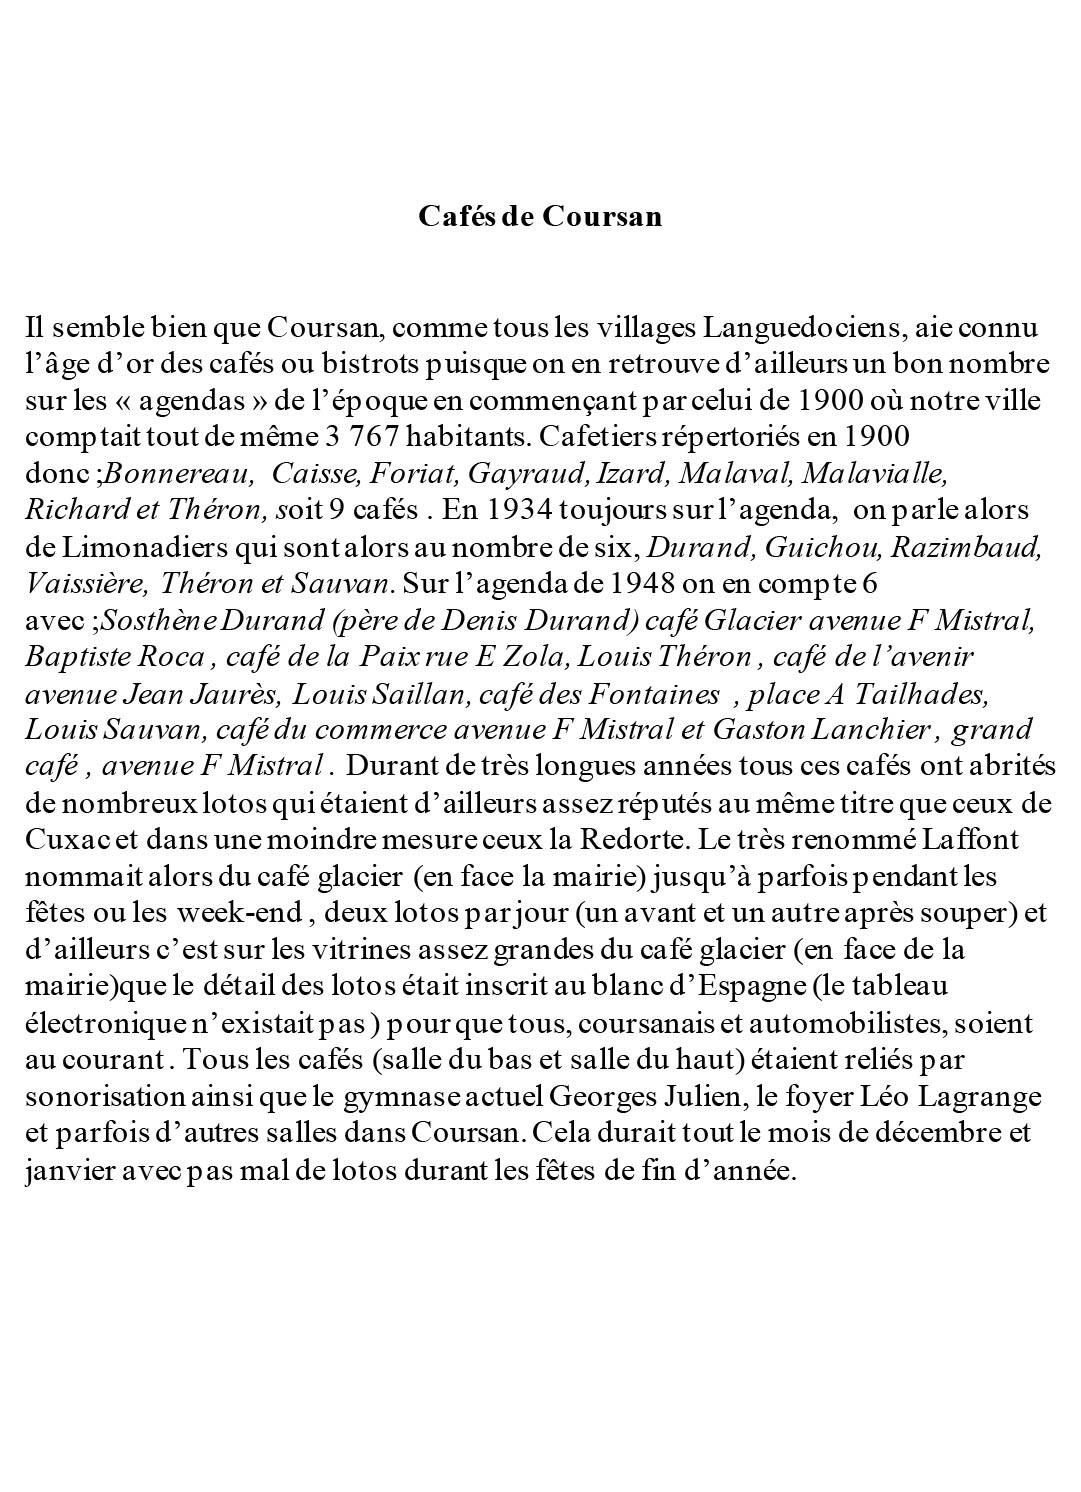 Cafés de Coursan
Il semble bien que Coursan, comme tous les villages Languedociens, aie connu
l’âge d’or des cafés ou bistrots puisque on en retrouve d’ailleurs un bon nombre
sur les « agendas » de l’époque en commençant par celui de 1900 où notre ville
comptait tout de même 3 767 habitants. Cafetiers répertoriés en 1900
donc ;Bonnereau, Caisse, Foriat, Gayraud, Izard, Malaval, Malavialle,
Richard et Théron, soit 9 cafés . En 1934 toujours sur l’agenda, on parle alors
de Limonadiers qui sont alors au nombre de six, Durand, Guichou, Razimbaud,
Vaissière, Théron et Sauvan. Sur l’agenda de 1948 on en compte 6
avec ;Sosthène Durand (père de Denis Durand) café Glacier avenue F Mistral,
Baptiste Roca , café de la Paix rue E Zola, Louis Théron , café de l’avenir
avenue Jean Jaurès, Louis Saillan, café des Fontaines , place A Tailhades,
Louis Sauvan, café du commerce avenue F Mistral et Gaston Lanchier , grand
café , avenue F Mistral . Durant de très longues années tous ces cafés ont abrités
de nombreux lotos qui étaient d’ailleurs assez réputés au même titre que ceux de
Cuxac et dans une moindre mesure ceux la Redorte. Le très renommé Laffont
nommait alors du café glacier (en face la mairie) jusqu’à parfois pendant les
fêtes ou les week-end , deux lotos par jour (un avant et un autre après souper) et
d’ailleurs c’est sur les vitrines assez grandes du café glacier (en face de la
mairie)que le détail des lotos était inscrit au blanc d’Espagne (le tableau
électronique n’existait pas ) pour que tous, coursanais et automobilistes, soient
au courant . Tous les cafés (salle du bas et salle du haut) étaient reliés par
sonorisation ainsi que le gymnase actuel Georges Julien, le foyer Léo Lagrange
et parfois d’autres salles dans Coursan. Cela durait tout le mois de décembre et
janvier avec pas mal de lotos durant les fêtes de fin d’année.